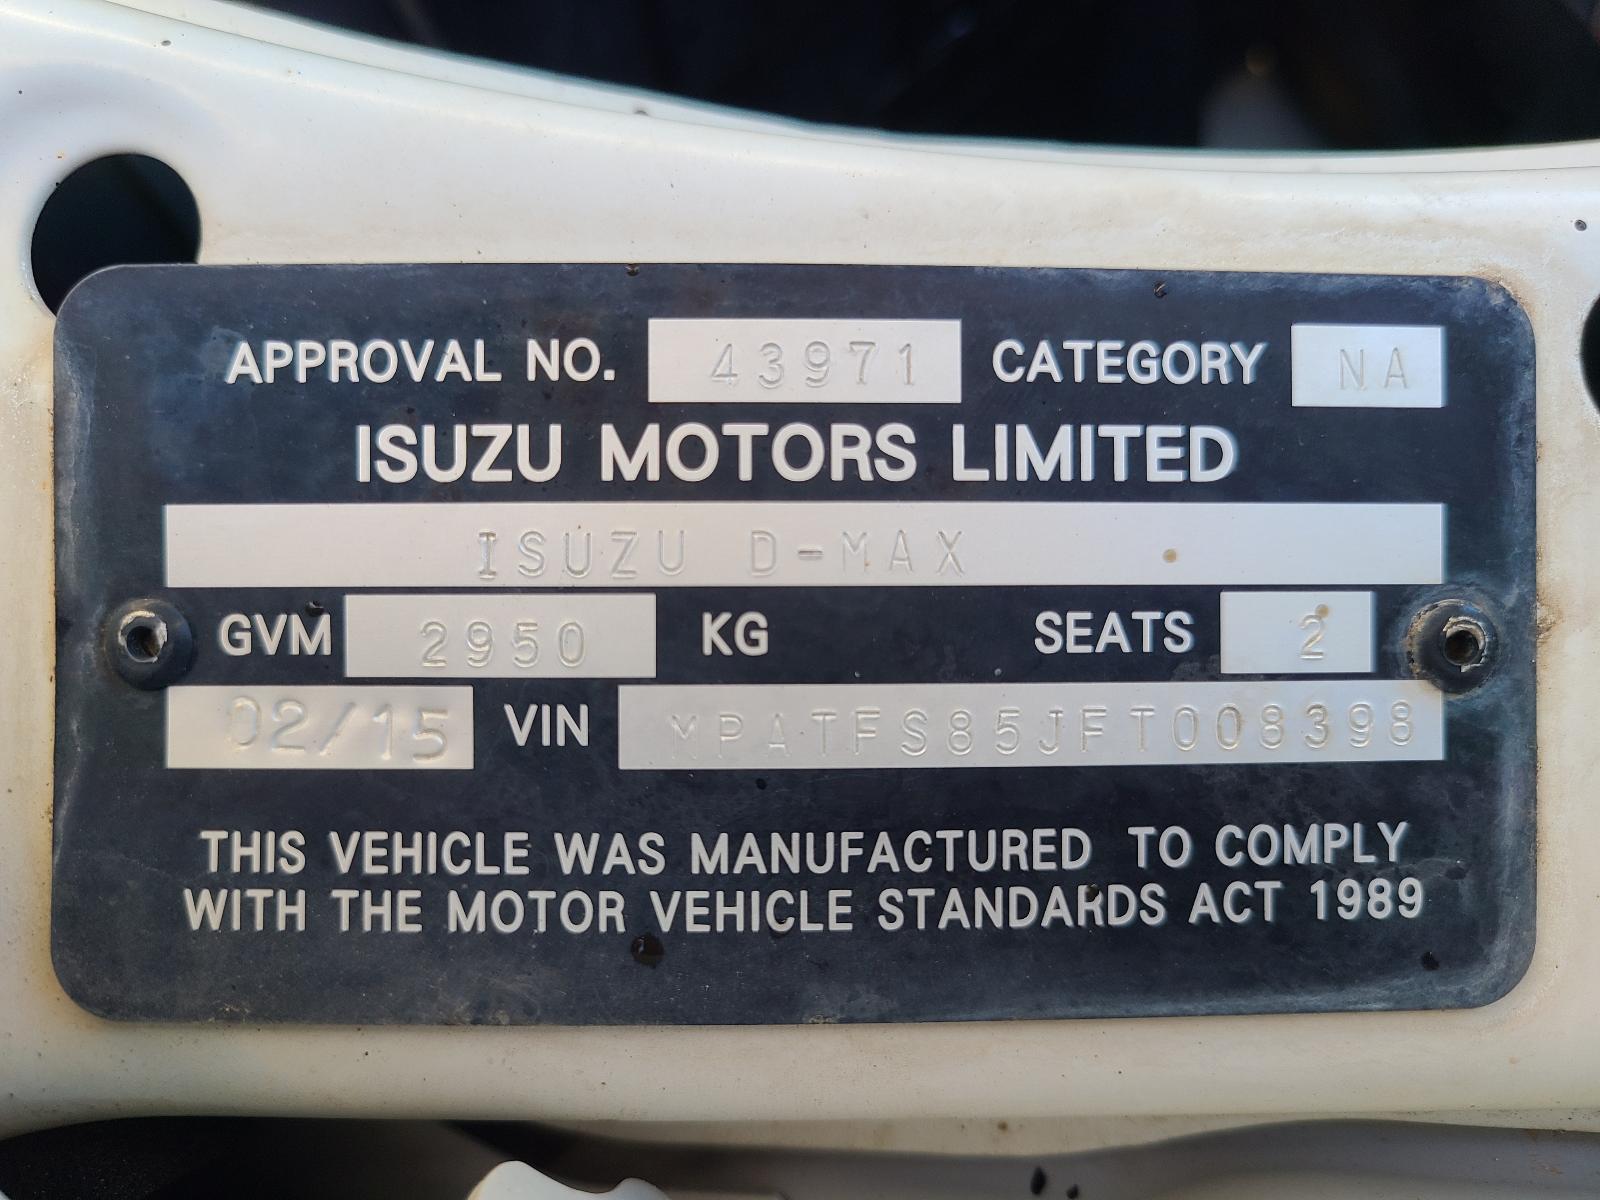 APPROVAL NO. 43971 CATEGORY NA
ISUZU MOTORS LIMITED
ISUZU D-MAX
GVM 2950 KG SEATS 2
02/15 VIN MPATFS85JFT008398
THIS VEHICLE WAS MANUFACTURED TO COMPLY
WITH THE MOTOR VEHICLE STANDARDS ACT 1989